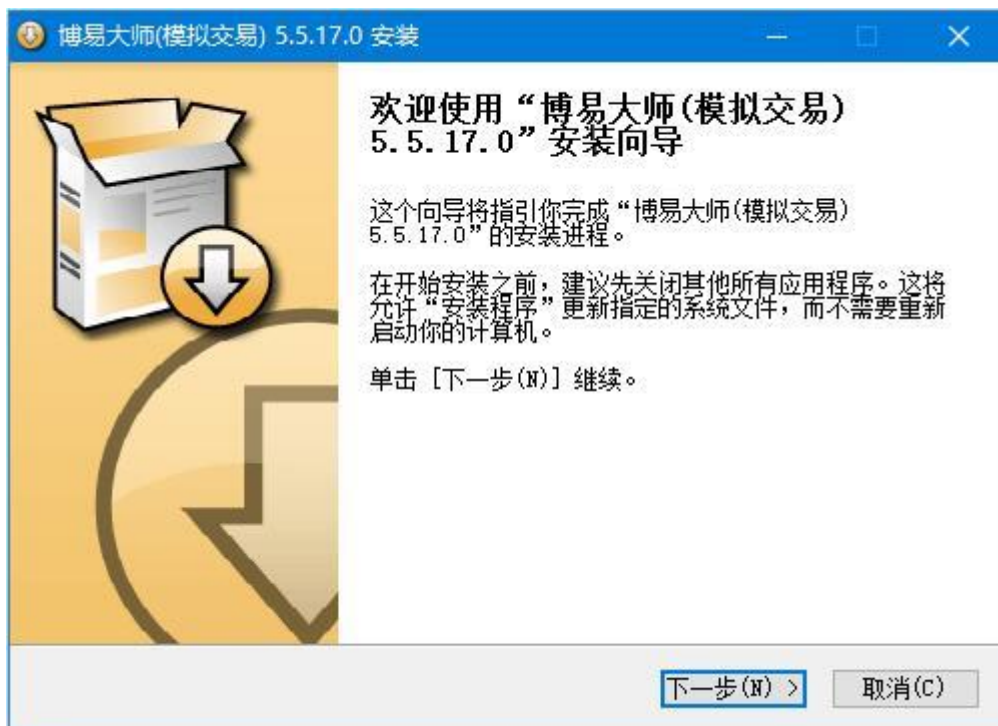 博易大师(模拟交易) 5.5.17.0 安装
欢迎使用“博易大师(模拟交易)
5.5.17.0”安装向导
这个向导将指引你完成“博易大师(模拟交易)
5.5.17.0”的安装进程。
在开始安装之前,建议先关闭其他所有应用程序。这将
允许“安装程序”更新指定的系统文件,而不需要重新
启动你的计算机。
单击 [下一步(N)] 继续。
下一步(N) >
取消(C)